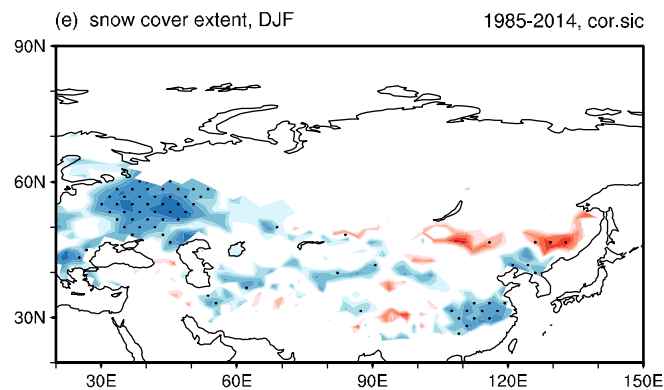 (e) snow cover extent, DJF 1985-2014, cor.sic
90N
60N
30N
30E 60E 90E 120E 150E